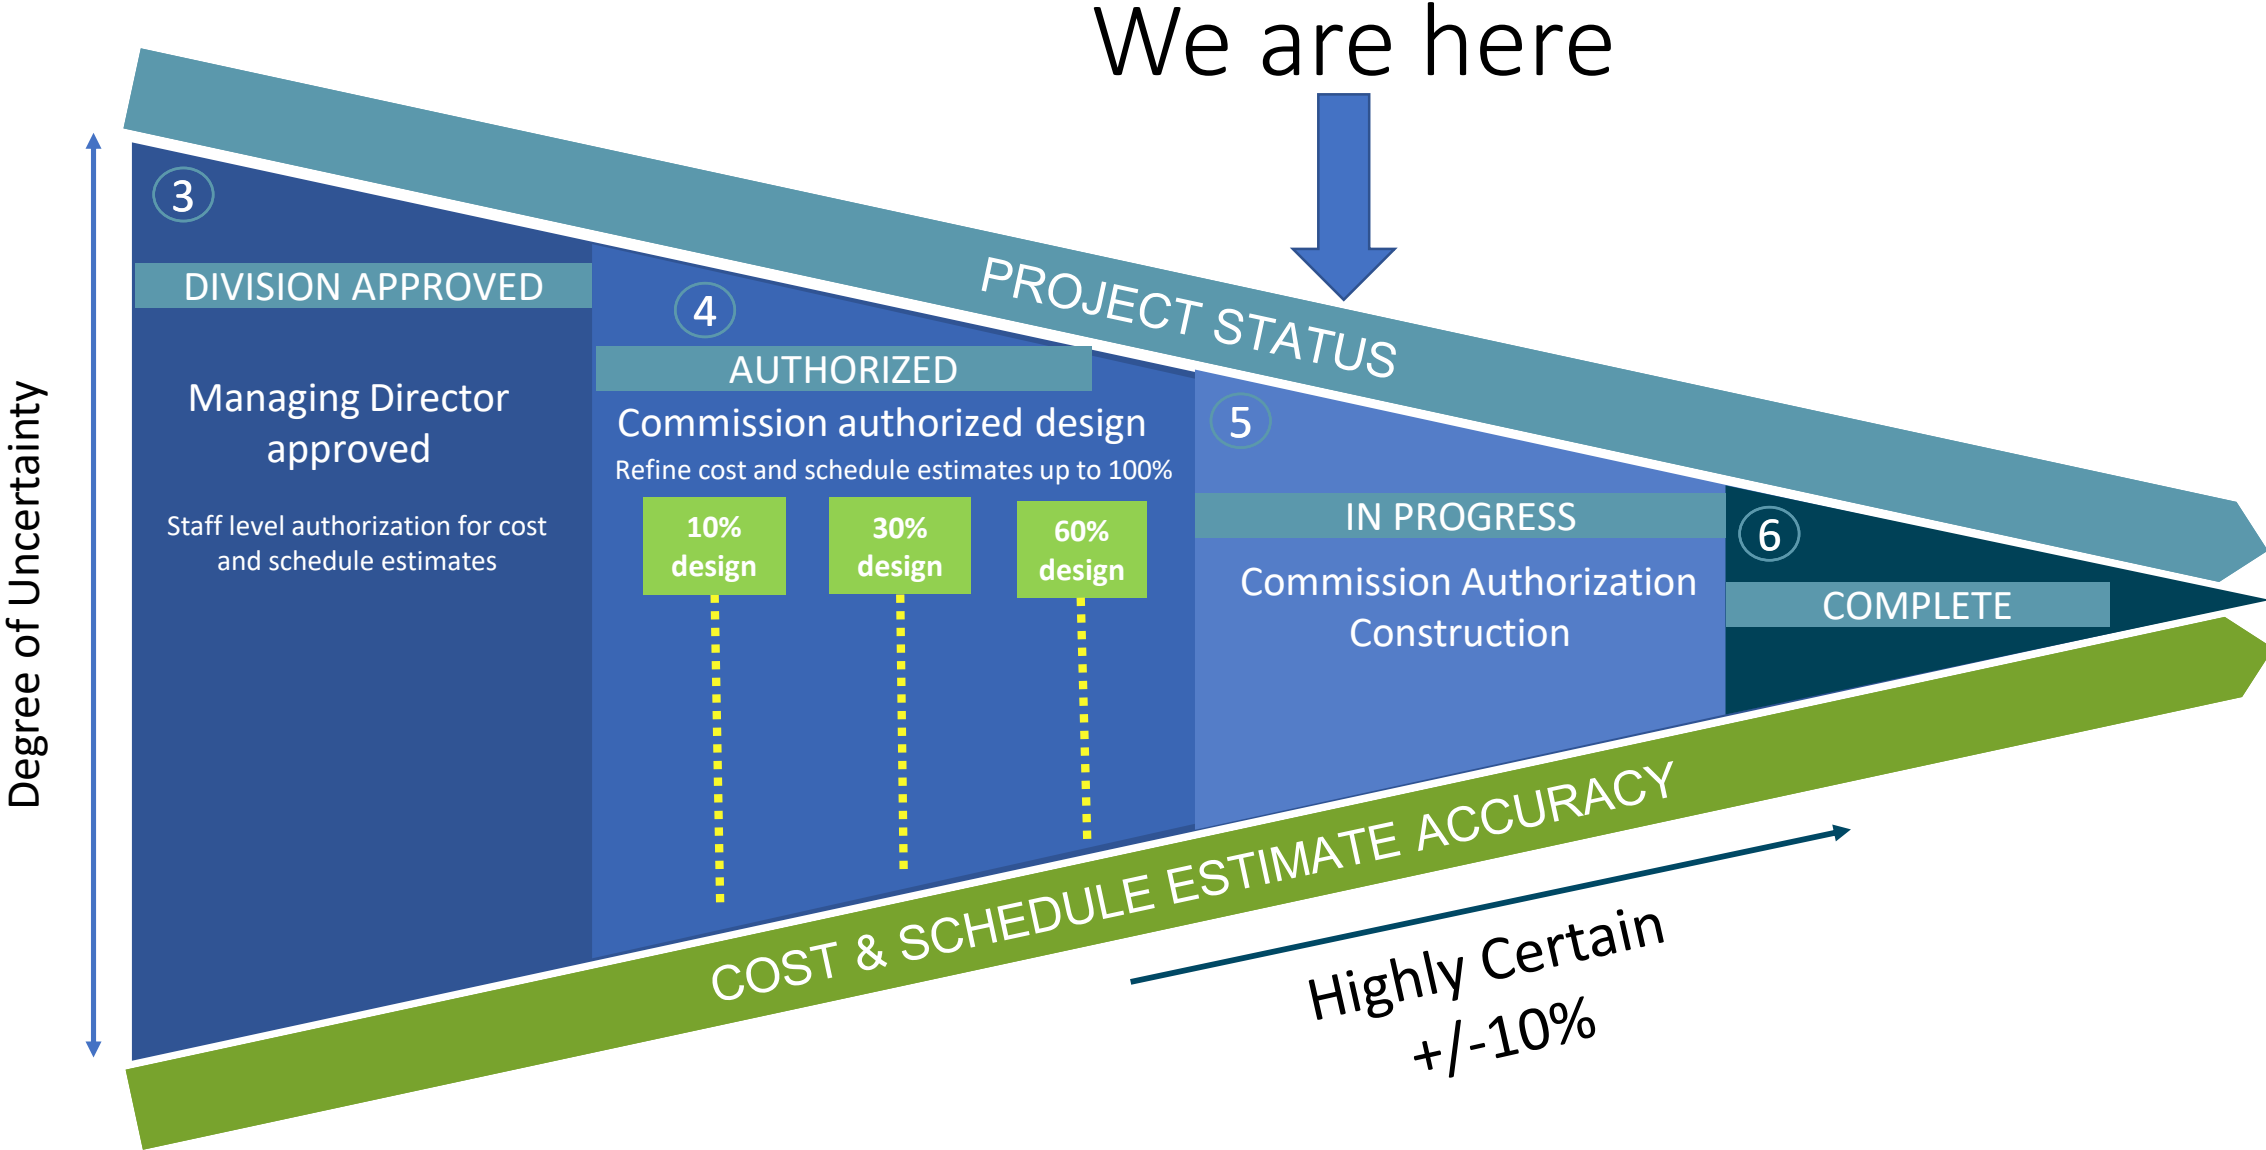 We are here
PROJECT STATUS
Degree of Uncertainty
3
DIVISION APPROVED
Managing Director
approved
Staff level authorization for cost
and schedule estimates
4
AUTHORIZED
Commission authorized design
Refine cost and schedule estimates up to 100%
10%
design
30%
design
60%
design
5
IN PROGRESS
Commission Authorization
Construction
6
COMPLETE
COST & SCHEDULE ESTIMATE ACCURACY
Highly Certain
+/-10%